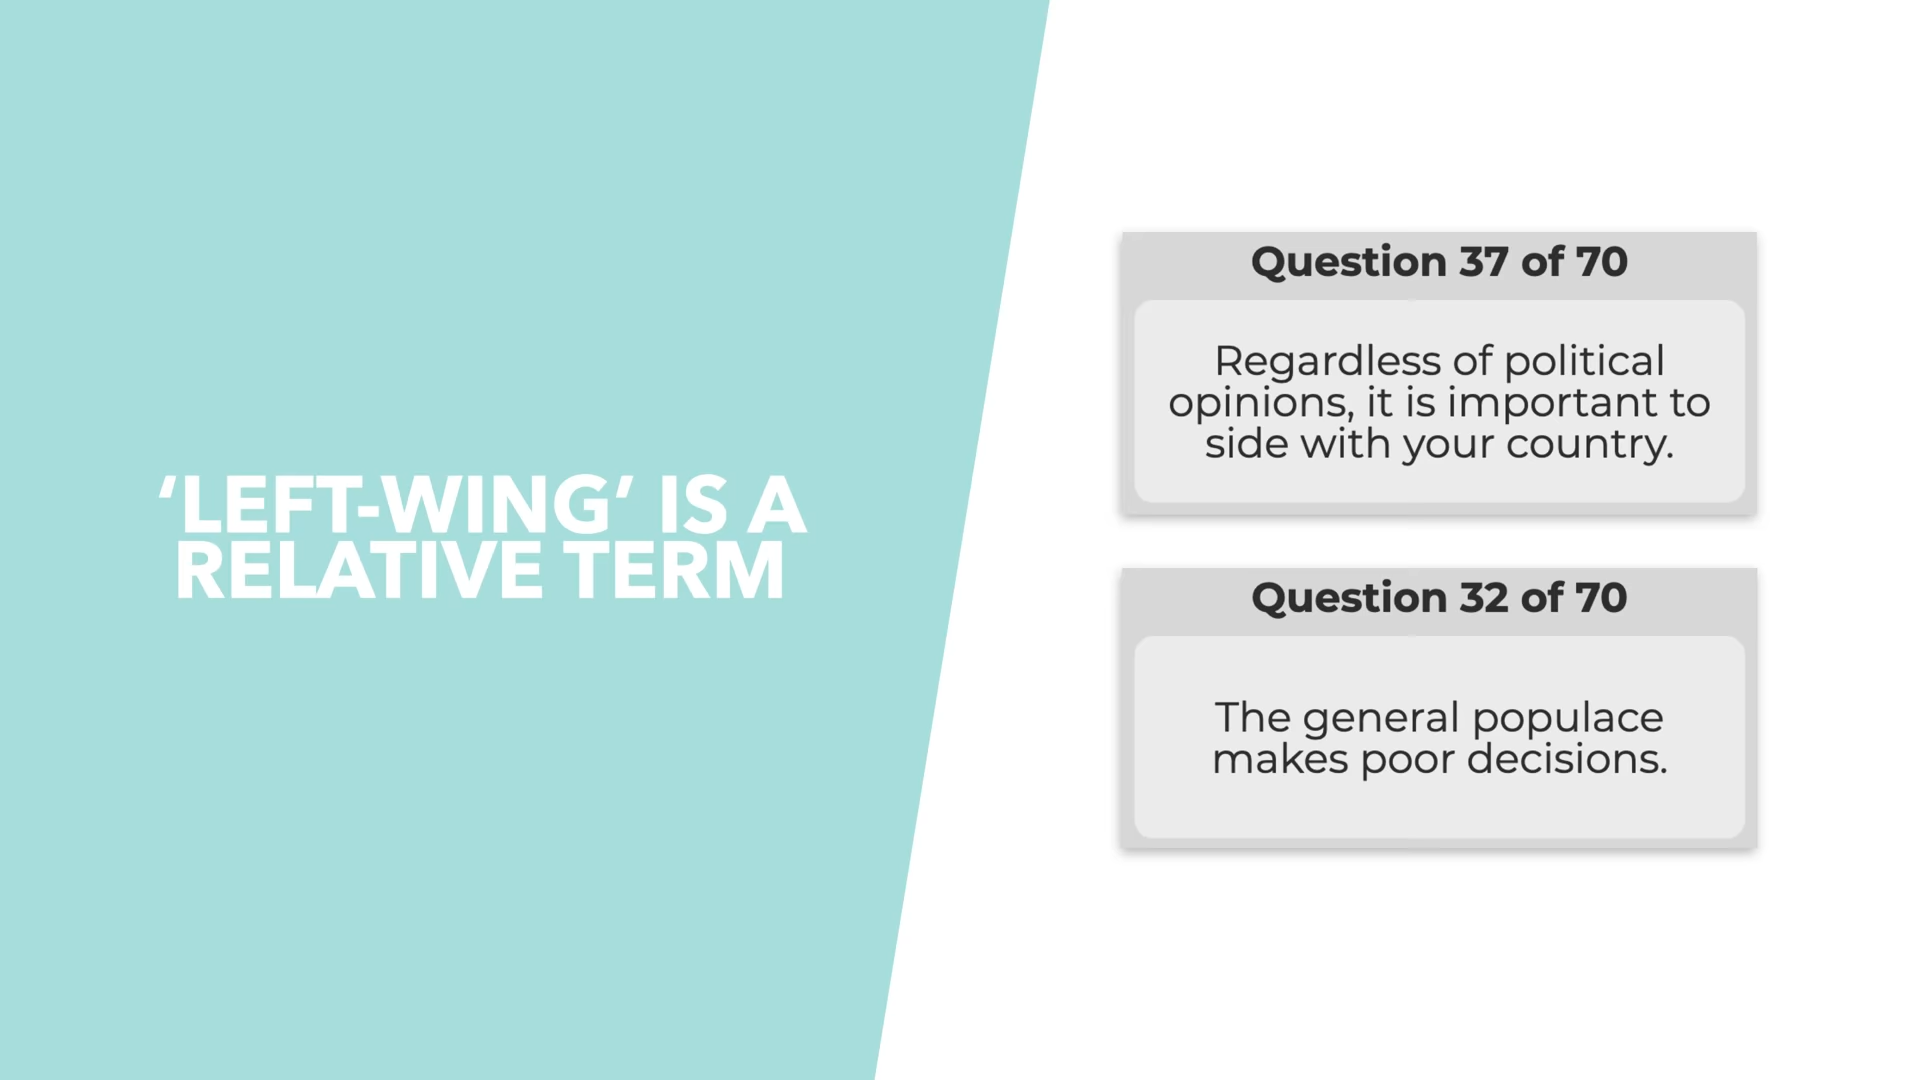 ‘LEFT-WING’ IS A
RELATIVE TERM
Question 37 of 70
Regardless of political
opinions, it is important to
side with your country.
Question 32 of 70
The general populace
makes poor decisions.